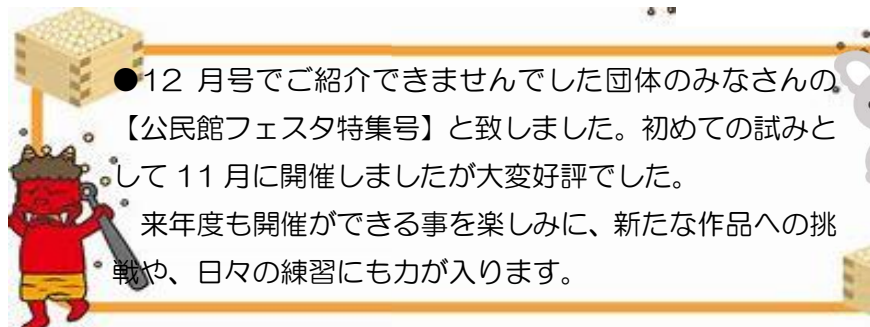 ●12 月号でご紹介できませんでした団体のみなさんの
【公民館フェスタ特集号】と致しました。初めての試みと
して 11 月に開催しましたが大変好評でした。
来年度も開催ができる事を楽しみに、新たな作品への挑
戦や、日々の練習にも力が入ります。